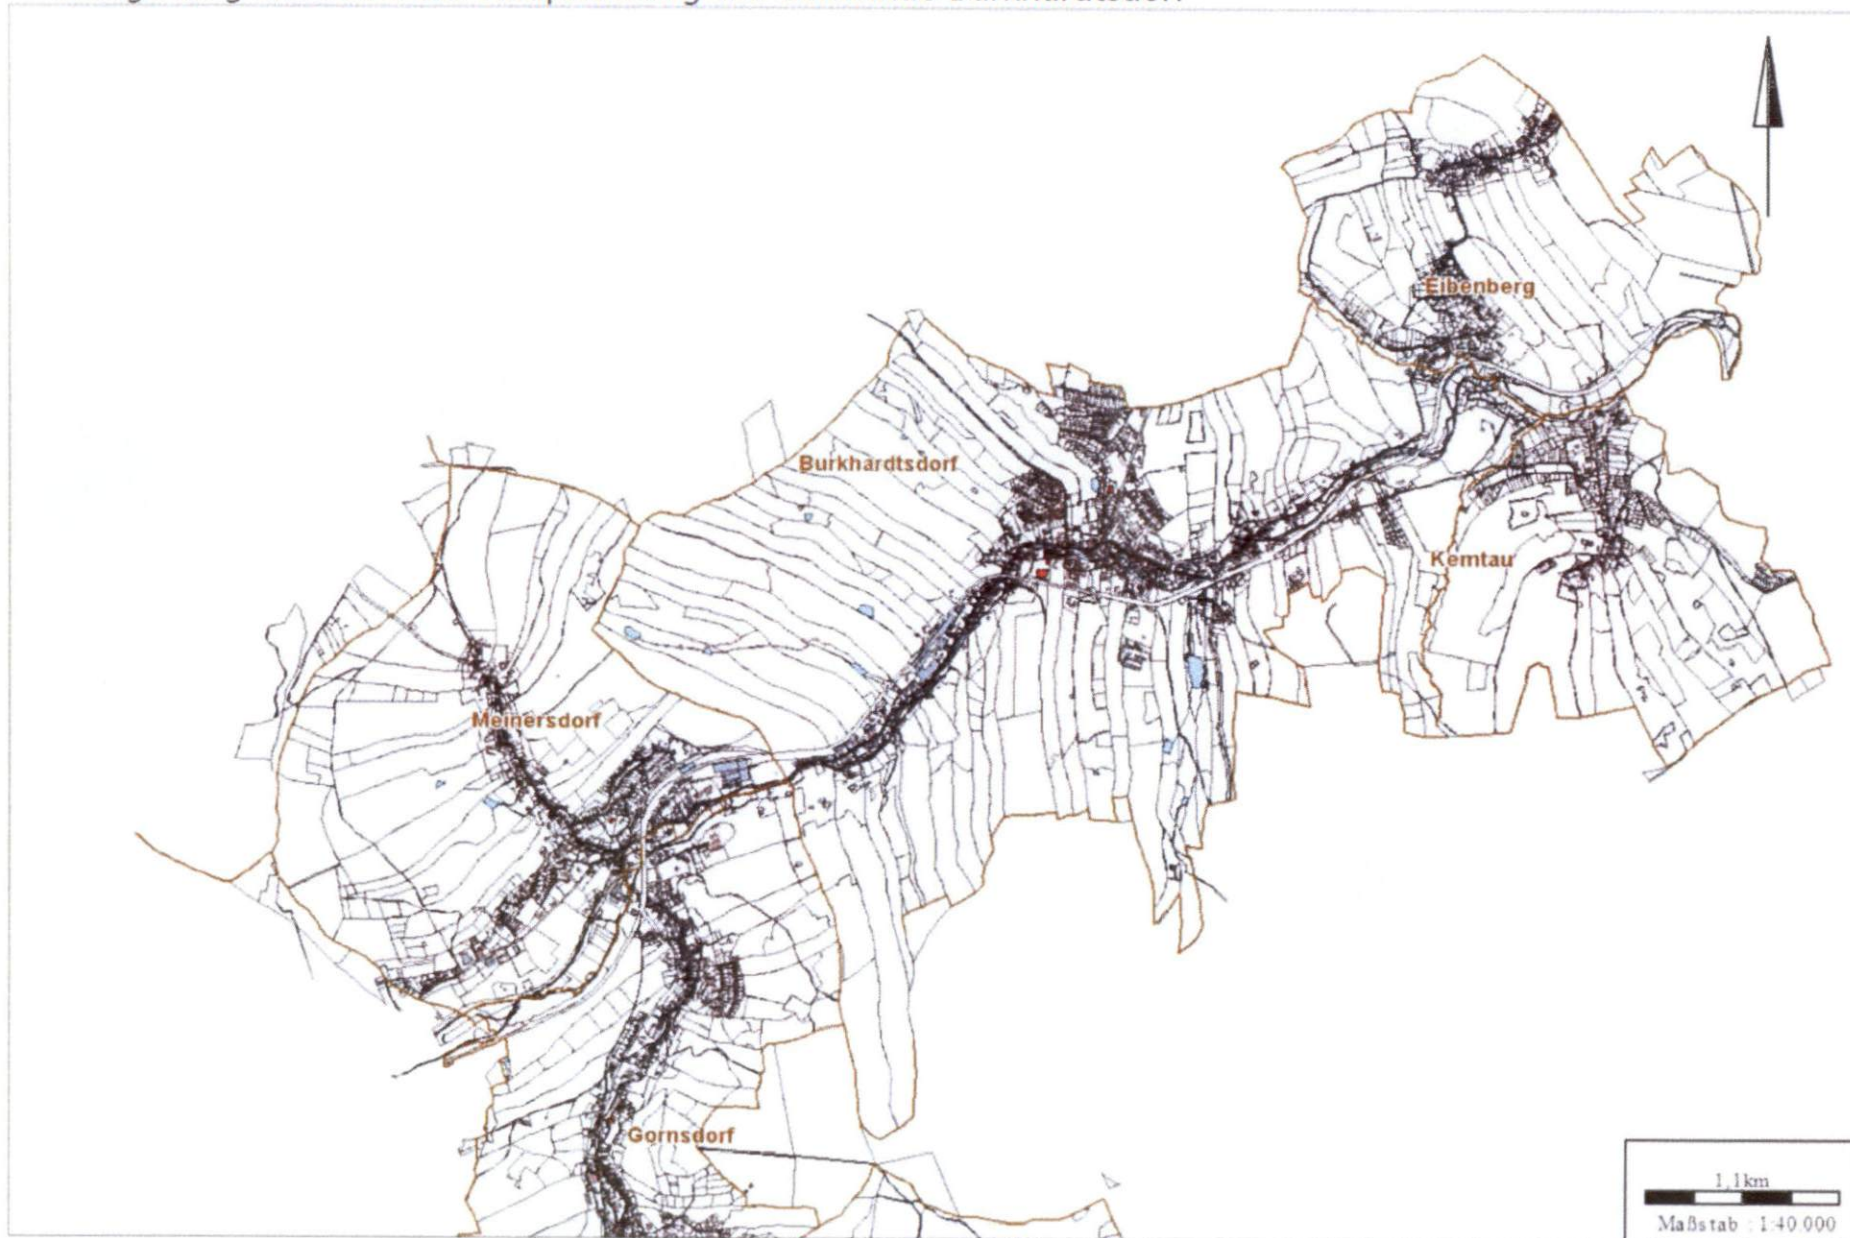 Eibenberg
Burkhardtsdorf
Kemtau
Meinersdorf
Gornsdorf
1,1km
Maßstab : 1:40.000